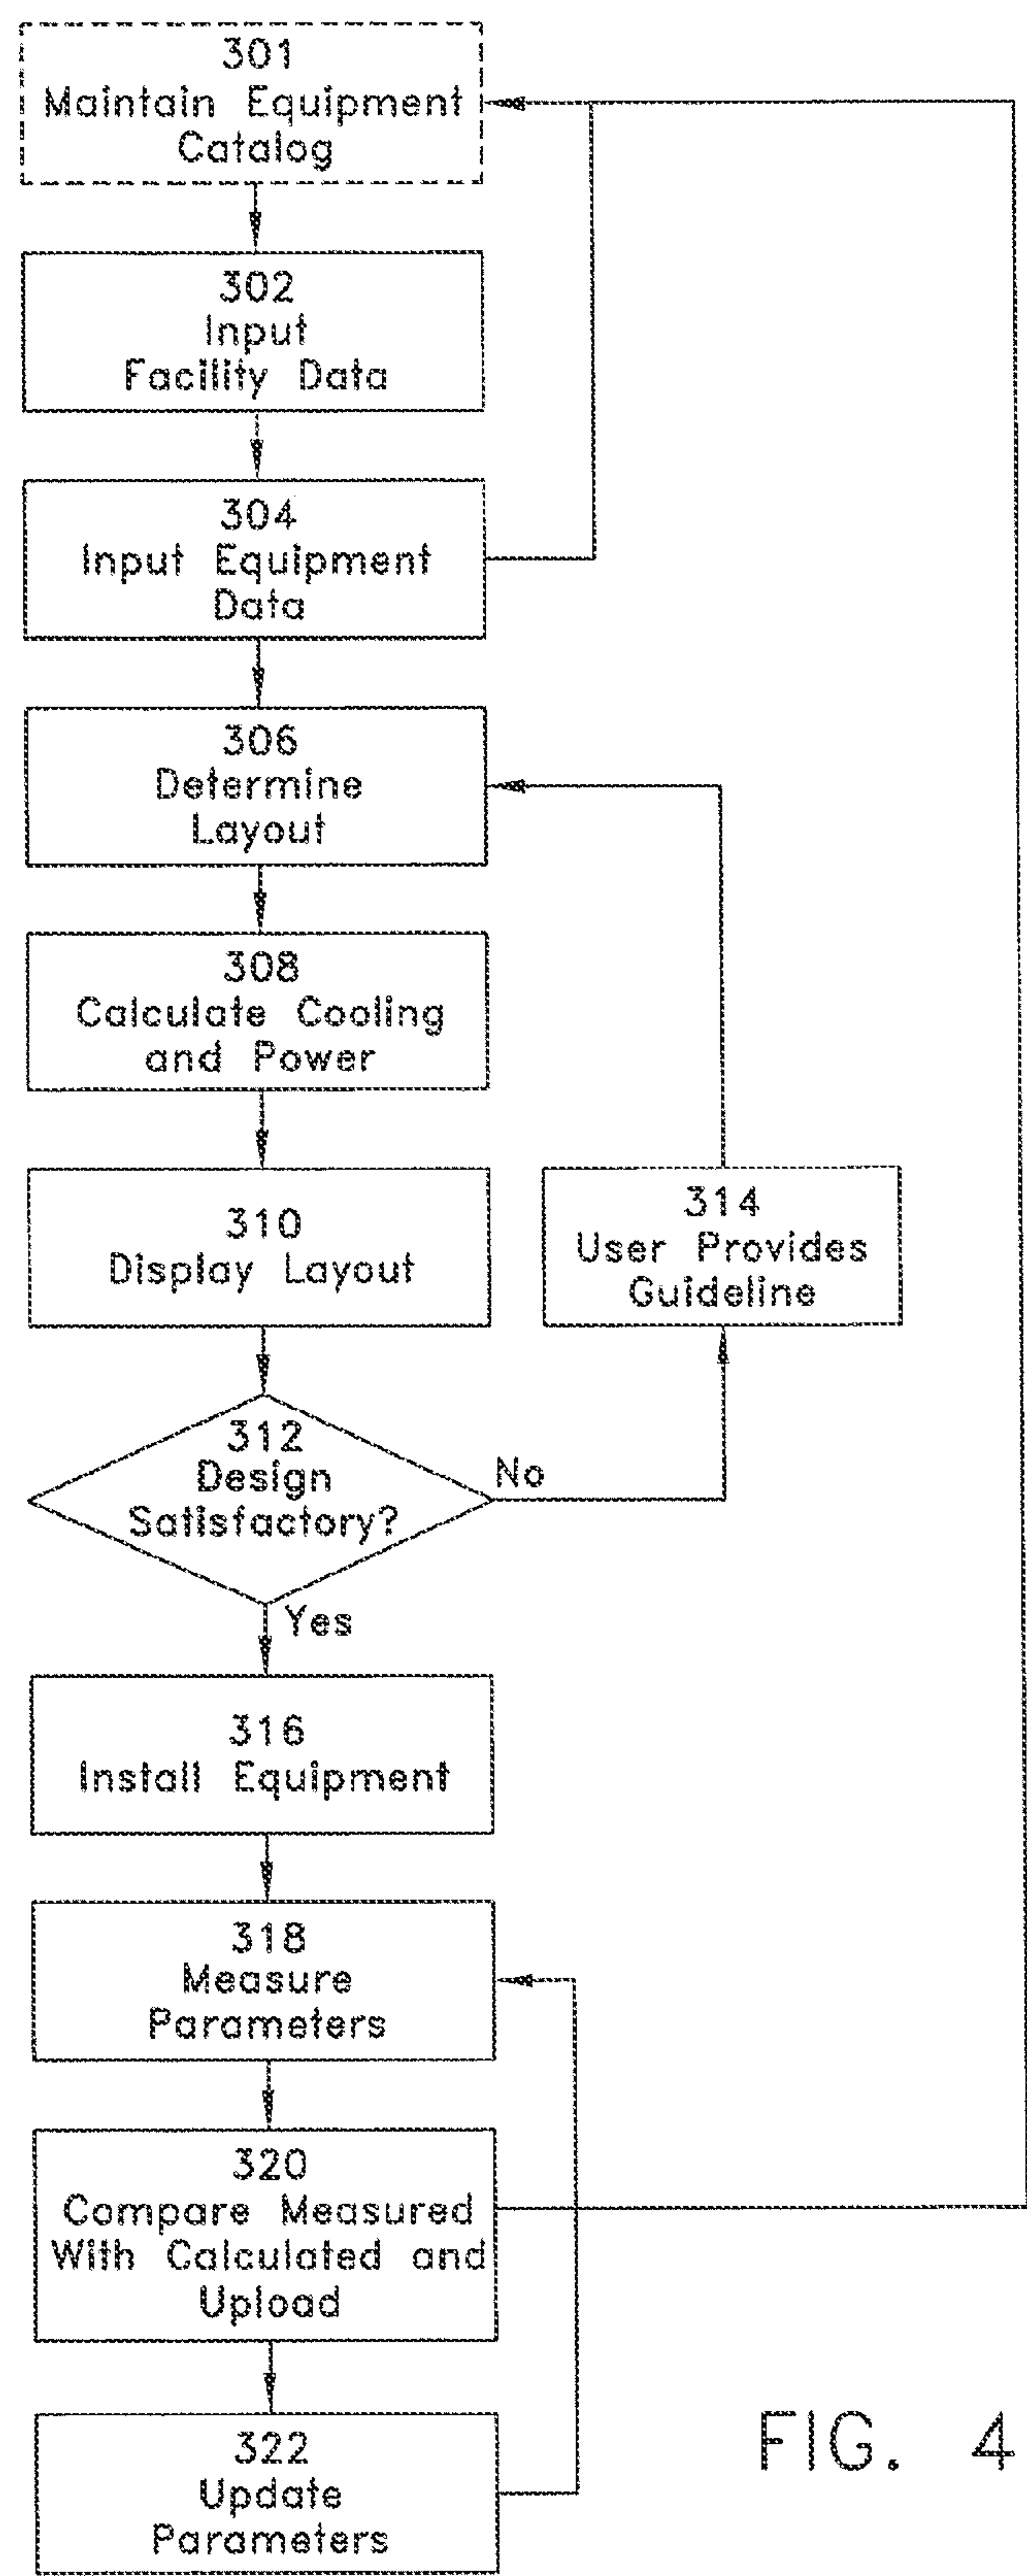 301
Maintain Equipment
Catalog
302
Input
Facility Data
304
Input Equipment
Data
306
Determine
Layout
308
Calculate Cooling
and Power
310
Display Layout
314
User Provides
Guideline
312
Design
Satisfactory?
No
Yes
316
Install Equipment
318
Measure
Parameters
320
Compare Measured
With Calculated and
Upload
322
Update
Parameters
FIG. 4